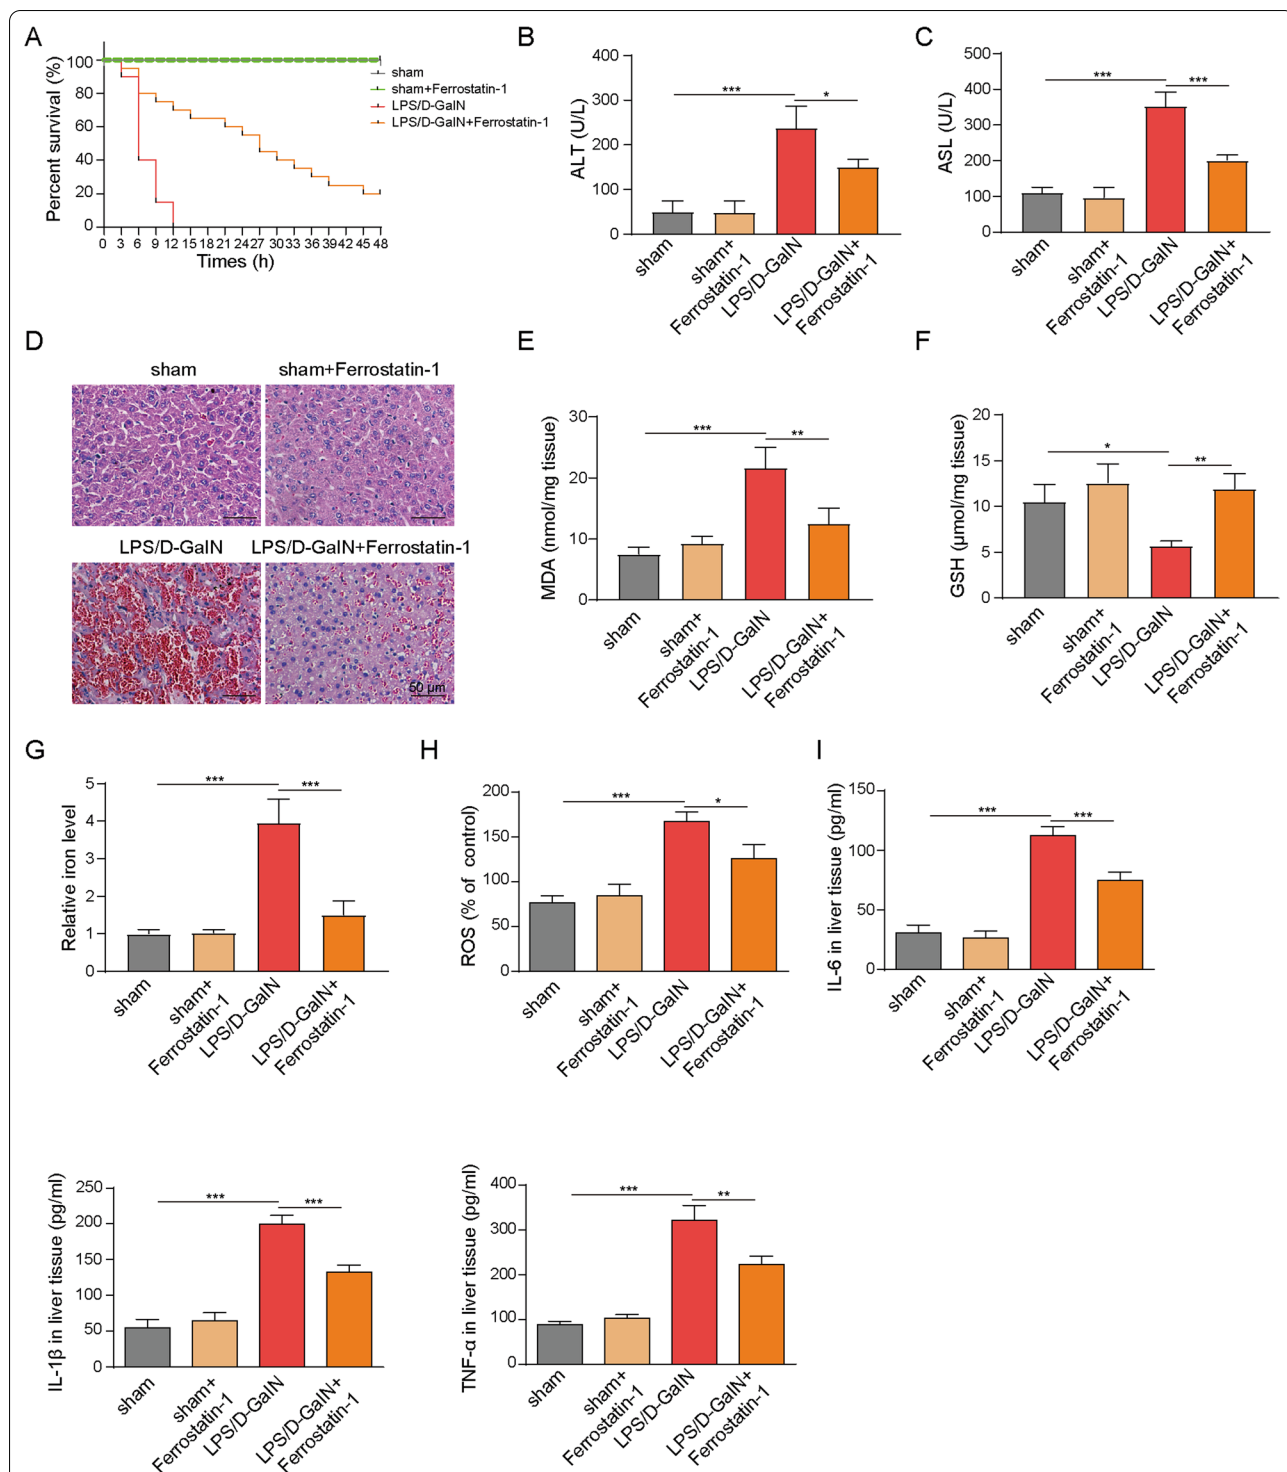 A
Percent survival (%)
100
80
60
40
20
0
0 3 6 9 12 15 18 21 24 27 30 33 36 39 42 45 48
Times (h)
sham
sham+Ferrostatin-1
LPS/D-GalN
LPS/D-GalN+Ferrostatin-1
B
ALT (U/L)
400
300
200
100
0
***
*
sham
sham+
Ferrostatin-1
LPS/D-GalN
LPS/D-GalN+
Ferrostatin-1
C
ASL (U/L)
500
400
300
200
100
0
***
***
sham
sham+
Ferrostatin-1
LPS/D-GalN
LPS/D-GalN+
Ferrostatin-1
D
sham
sham+Ferrostatin-1
LPS/D-GalN
LPS/D-GalN+Ferrostatin-1
50 μm
E
MDA (nmol/mg tissue)
30
20
10
0
***
**
sham
sham+
Ferrostatin-1
LPS/D-GalN
LPS/D-GalN+
Ferrostatin-1
F
GSH (μmol/mg tissue)
20
15
10
5
0
*
**
sham
sham+
Ferrostatin-1
LPS/D-GalN
LPS/D-GalN+
Ferrostatin-1
G
Relative iron level
5
4
3
2
1
0
***
***
sham
sham+
Ferrostatin-1
LPS/D-GalN
LPS/D-GalN+
Ferrostatin-1
H
ROS (% of control)
200
150
100
50
0
***
*
sham
sham+
Ferrostatin-1
LPS/D-GalN
LPS/D-GalN+
Ferrostatin-1
I
IL-6 in liver tissue (pg/ml)
150
100
50
0
***
***
sham
sham+
Ferrostatin-1
LPS/D-GalN
LPS/D-GalN+
Ferrostatin-1
IL-1β in liver tissue (pg/ml)
250
200
150
100
50
0
***
***
sham
sham+
Ferrostatin-1
LPS/D-GalN
LPS/D-GalN+
Ferrostatin-1
TNF-α in liver tissue (pg/ml)
400
300
200
100
0
***
**
sham
sham+
Ferrostatin-1
LPS/D-GalN
LPS/D-GalN+
Ferrostatin-1